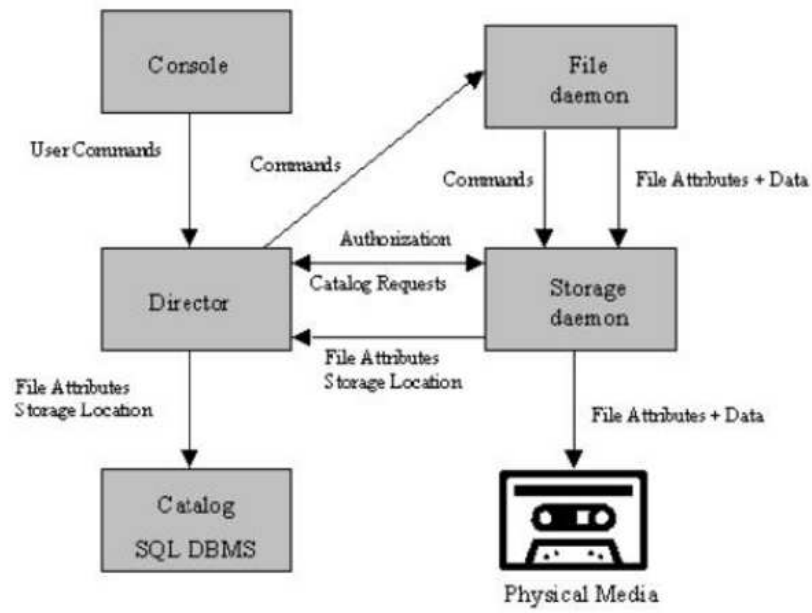 Console
File
daemon
User Commands
Commands
Commands
File Attributes + Data
Authorization
Director
Catalog Requests
Storage
daemon
File Attributes
Storage Location
File Attributes
Storage Location
File Attributes + Data
Catalog
SQL DBMS
Physical Media